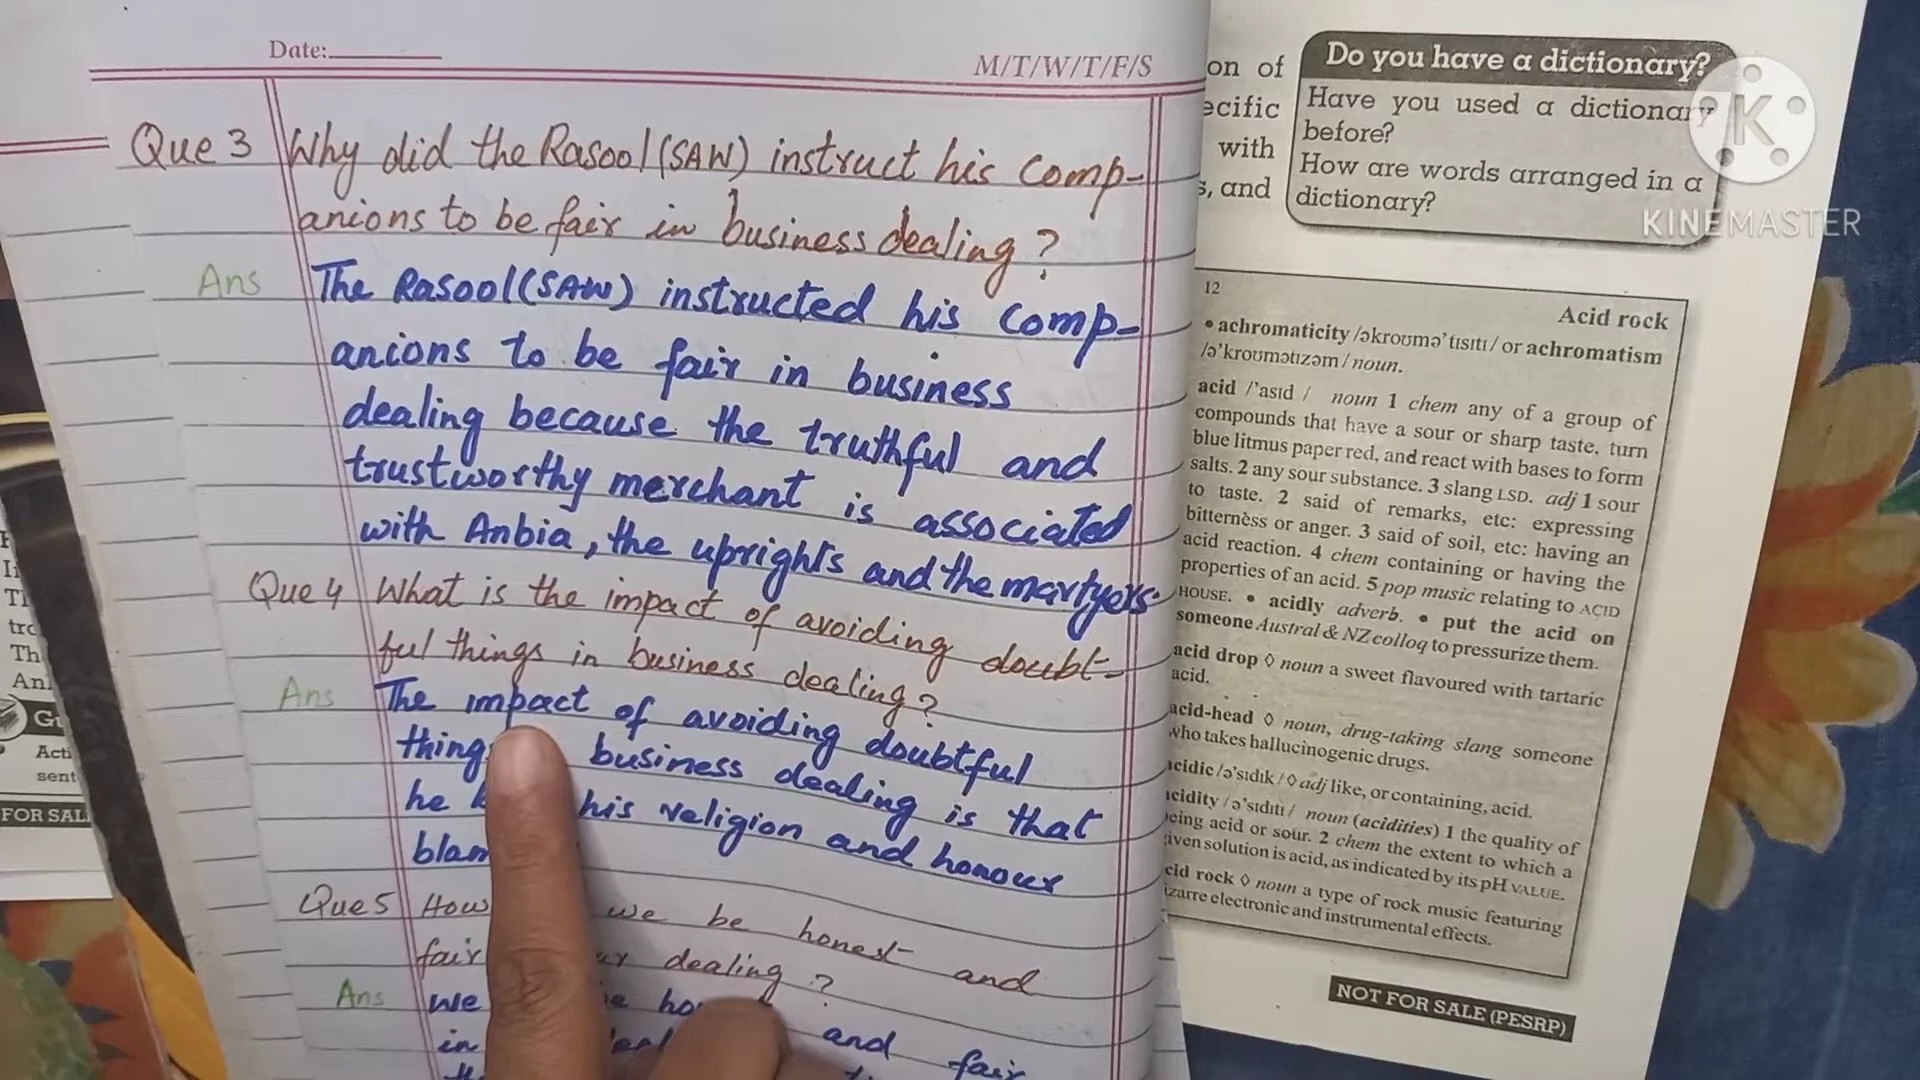 Date:
M/T/W/T/F/S
Que 3 Why did the Rasool (SAW) instruct his comp-
anions to be fair in business dealing?
Ans The Rasool (SAW) instructed his comp-
anions to be fair in business
dealing because the truthful and
trustworthy merchant is associated
with Anbia, the uprights and the martyers.
Que 4 What is the impact of avoiding doubt-
ful things in business dealing?
Ans The impact of avoiding doubtful
thing business dealing is that
he his religion and honour
blam
Que 5 How we be honest and
fair dealing?
Ans we ho and fair
in
on of
ecific
with
s, and
Do you have a dictionary?
Have you used a dictionary
before?
How are words arranged in a
dictionary?
KINEMASTER
12
Acid rock
• achromaticity /əkroʊmə'tɪsɪtɪ/ or achromatism
/ə'kroʊmətɪzəm/ noun.
acid /'asɪd / noun 1 chem any of a group of
compounds that have a sour or sharp taste, turn
blue litmus paper red, and react with bases to form
salts. 2 any sour substance. 3 slang LSD. adj 1 sour
to taste. 2 said of remarks, etc: expressing
bitterness or anger. 3 said of soil, etc: having an
acid reaction. 4 chem containing or having the
properties of an acid. 5 pop music relating to ACID
HOUSE. • acidly adverb. • put the acid on
someone Austral & NZ colloq to pressurize them.
acid drop ◊ noun a sweet flavoured with tartaric
acid.
acid-head ◊ noun, drug-taking slang someone
who takes hallucinogenic drugs.
acidic /ə'sɪdɪk/ ◊ adj like, or containing, acid.
acidity /ə'sɪdɪtɪ/ noun (acidities) 1 the quality of
being acid or sour. 2 chem the extent to which a
given solution is acid, as indicated by its pH VALUE.
acid rock ◊ noun a type of rock music featuring
bizarre electronic and instrumental effects.
NOT FOR SALE (PESRP)
Th
Acti
sent
FOR SAL